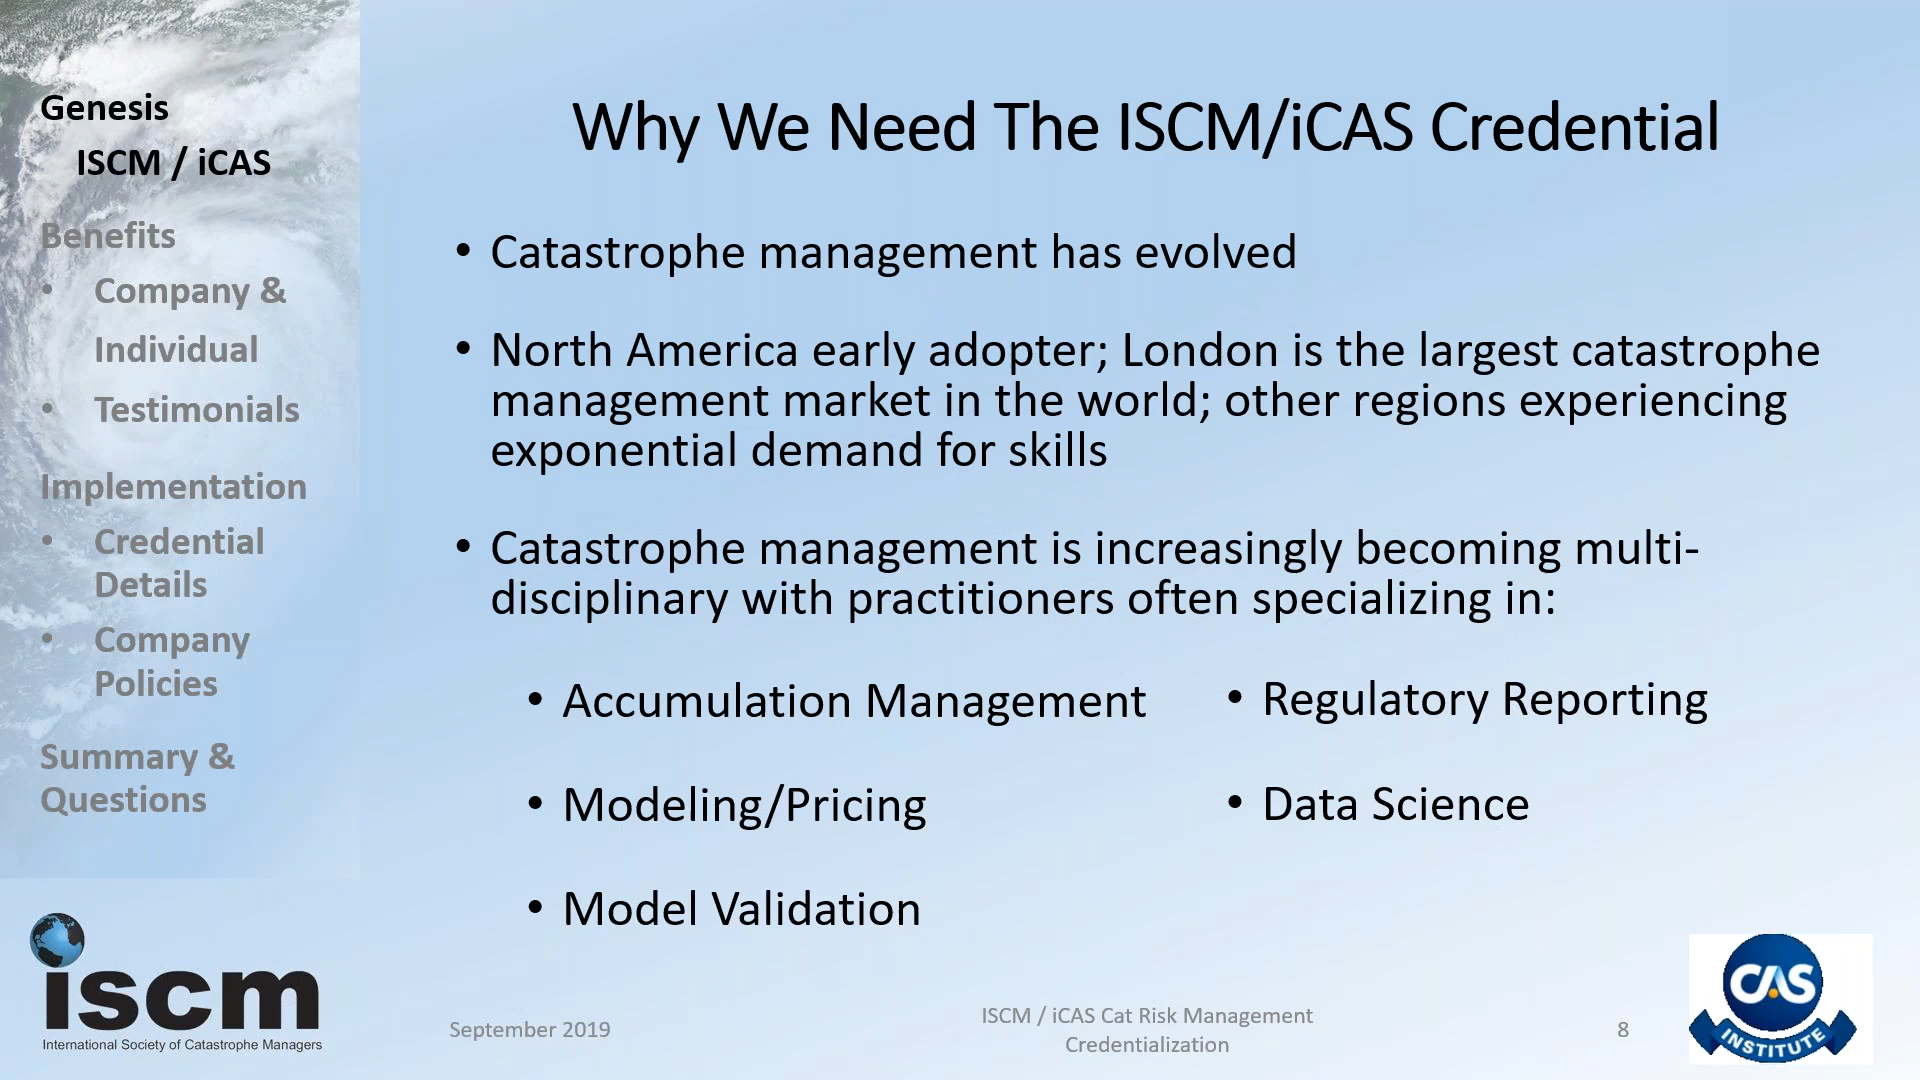 Genesis
ISCM / iCAS
Benefits
• Company &
Individual
• Testimonials
Implementation
• Credential
Details
• Company
Policies
Summary &
Questions
iscm
International Society of Catastrophe Managers
Why We Need The ISCM/iCAS Credential
• Catastrophe management has evolved
• North America early adopter; London is the largest catastrophe
management market in the world; other regions experiencing
exponential demand for skills
• Catastrophe management is increasingly becoming multi-
disciplinary with practitioners often specializing in:
• Accumulation Management
• Modeling/Pricing
• Model Validation
• Regulatory Reporting
• Data Science
September 2019
ISCM / iCAS Cat Risk Management
Credentialization
8
CAS
INSTITUTE